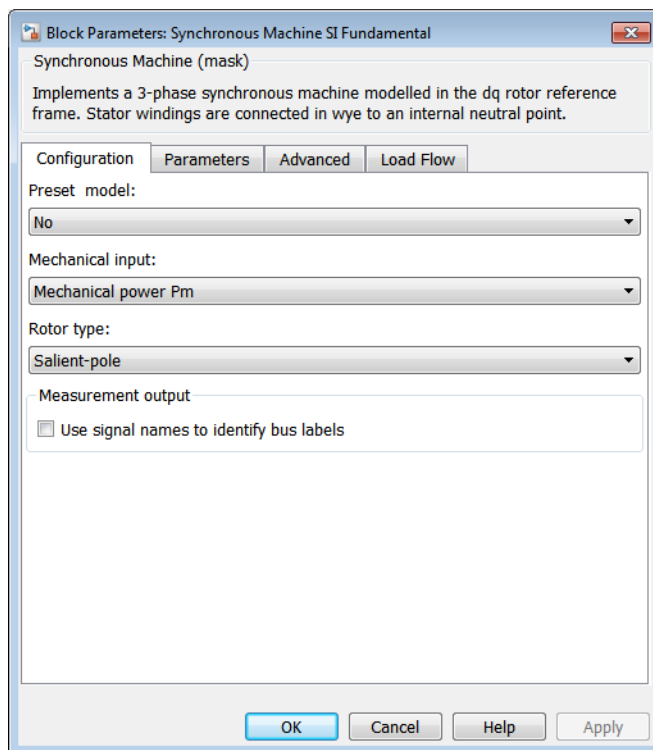 Block Parameters: Synchronous Machine SI Fundamental
Synchronous Machine (mask)
Implements a 3-phase synchronous machine modelled in the dq rotor reference
frame. Stator windings are connected in wye to an internal neutral point.
Configuration Parameters Advanced Load Flow
Preset model:
No
Mechanical input:
Mechanical power Pm
Rotor type:
Salient-pole
Measurement output
Use signal names to identify bus labels
OK Cancel Help Apply